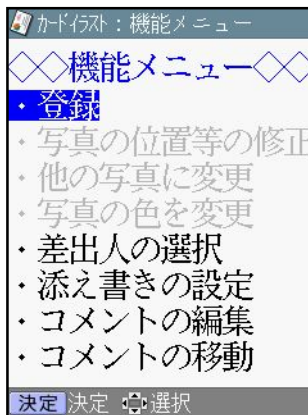 カードイラスト：機能メニュー
◇◇機能メニュー◇◇
・登録
・写真の位置等の修正
・他の写真に変更
・写真の色を変更
・差出人の選択
・添え書きの設定
・コメントの編集
・コメントの移動
決定 決定 選択